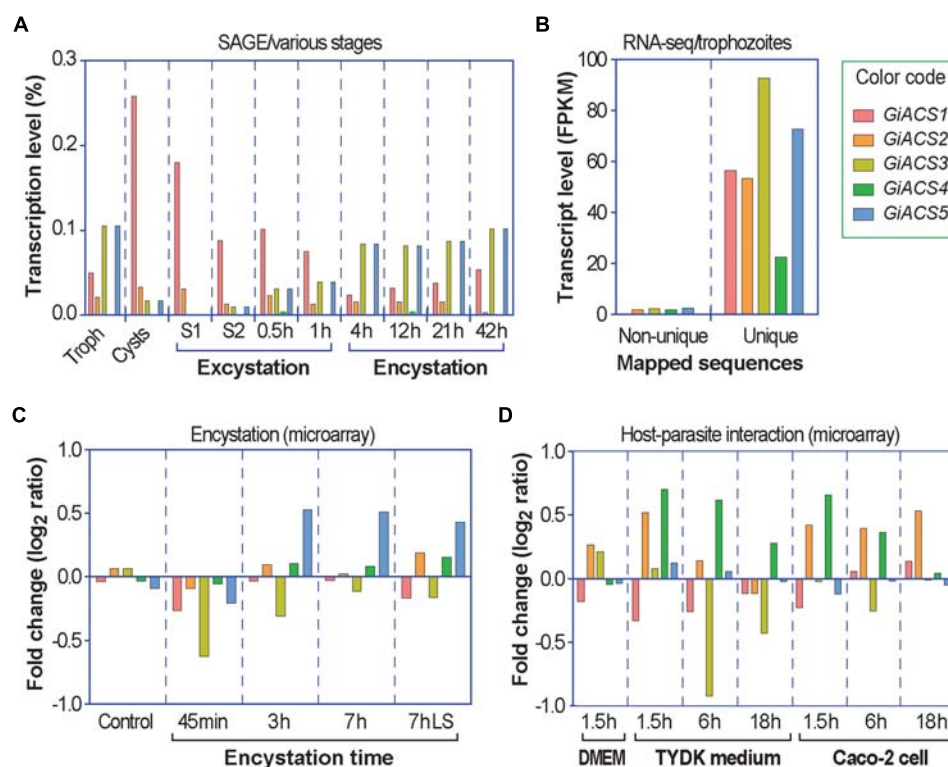 A
SAGE/various stages
Transcription level (%)
0.3
0.2
0.1
0.0
Troph
Cysts
S1 S2 0.5h 1h 4h 12h 21h 42h
Excystation Encystation
B
RNA-seq/trophozoites
Transcript level (FPKM)
100
80
60
40
20
0
Non-unique Unique
Mapped sequences
Color code
GiACS1
GiACS2
GiACS3
GiACS4
GiACS5
C
Encystation (microarray)
Fold change (log2 ratio)
1.0
0.5
0.0
-0.5
-1.0
Control 45min 3h 7h 7hLS
Encystation time
D
Host-parasite interaction (microarray)
Fold change (log2 ratio)
1.0
0.5
0.0
-0.5
-1.0
1.5h 1.5h 6h 18h 1.5h 6h 18h
DMEM TYDK medium Caco-2 cell